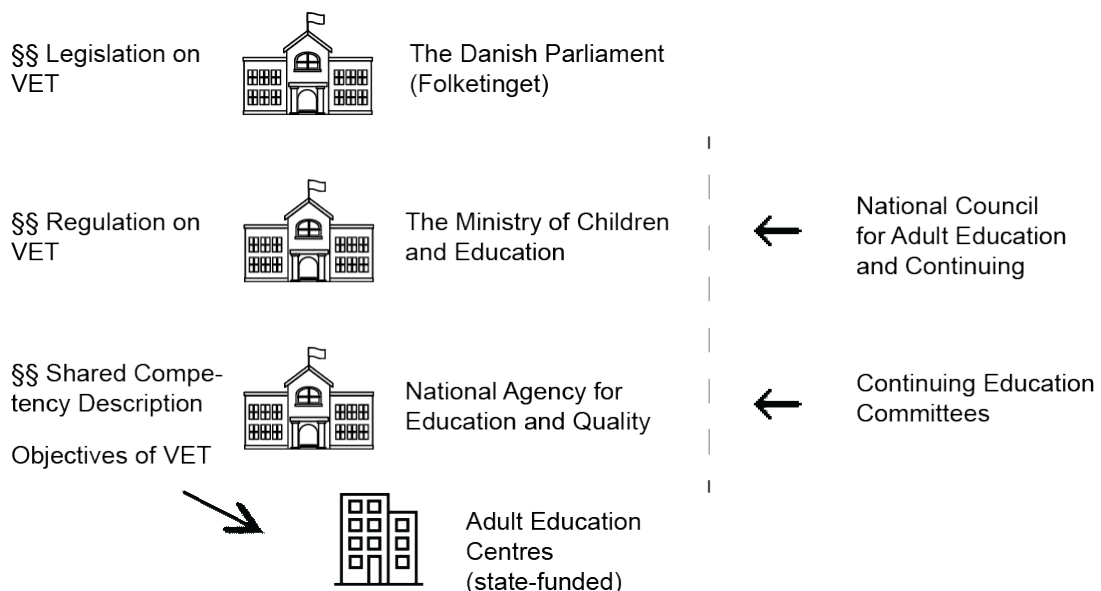 §§ Legislation on
VET
The Danish Parliament
(Folketinget)
§§ Regulation on
VET
The Ministry of Children
and Education
National Council
for Adult Education
and Continuing
§§ Shared Compe-
tency Description
Objectives of VET
National Agency for
Education and Quality
Continuing Education
Committees
Adult Education
Centres
(state-funded)